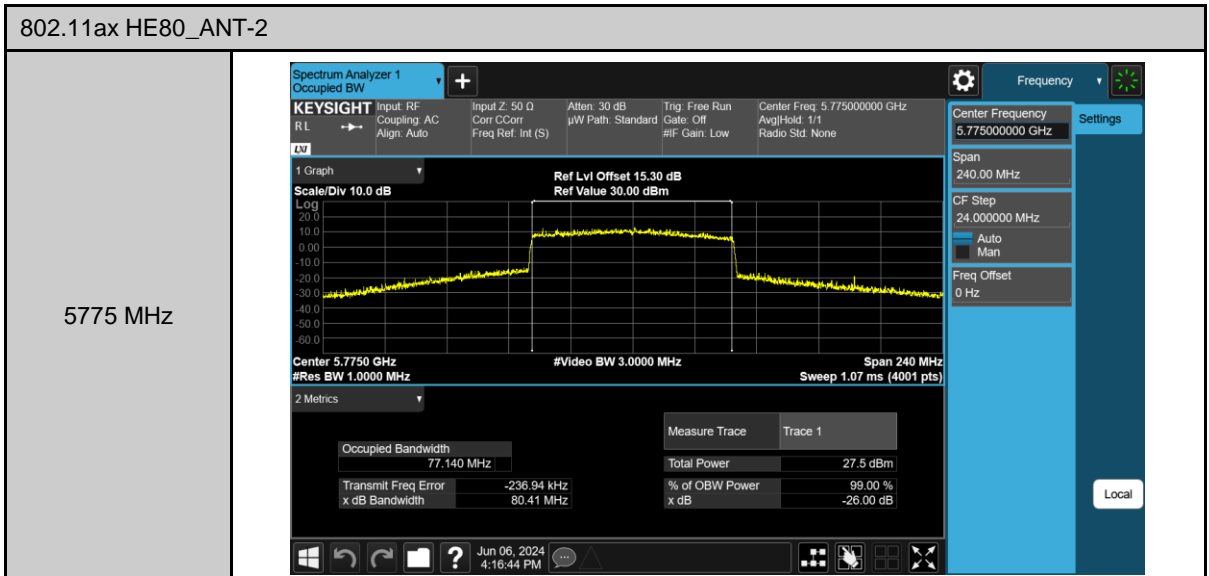 802.11ax HE80_ANT-2
5775 MHz
Spectrum Analyzer 1
Occupied BW
Frequency
KEYSIGHT
RL
LXI
Input: RF
Coupling: AC
Align: Auto
Input Z: 50 Ω
Corr CCorr
Freq Ref: Int (S)
Atten: 30 dB
µW Path: Standard
Trig: Free Run
Gate: Off
#IF Gain: Low
Center Freq: 5.775000000 GHz
Avg|Hold: 1/1
Radio Std: None
Center Frequency
5.775000000 GHz
Settings
Span
240.00 MHz
CF Step
24.000000 MHz
Auto
Man
Freq Offset
0 Hz
Local
1 Graph
Scale/Div 10.0 dB
Ref Lvl Offset 15.30 dB
Ref Value 30.00 dBm
Log
20.0
10.0
0.00
-10.0
-20.0
-30.0
-40.0
-50.0
-60.0
Center 5.7750 GHz
#Video BW 3.0000 MHz
Span 240 MHz
#Res BW 1.0000 MHz
Sweep 1.07 ms (4001 pts)
2 Metrics
Measure Trace Trace 1
Occupied Bandwidth
77.140 MHz
Total Power 27.5 dBm
Transmit Freq Error -236.94 kHz
% of OBW Power 99.00 %
x dB Bandwidth 80.41 MHz
x dB -26.00 dB
Jun 06, 2024
4:16:44 PM